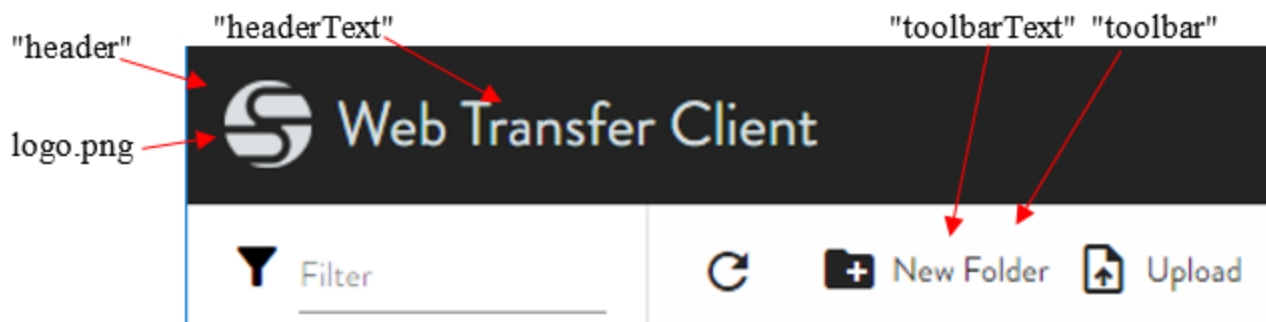 "headerText" "toolbarText" "toolbar"
"header"
Web Transfer Client
logo.png
Filter New Folder Upload